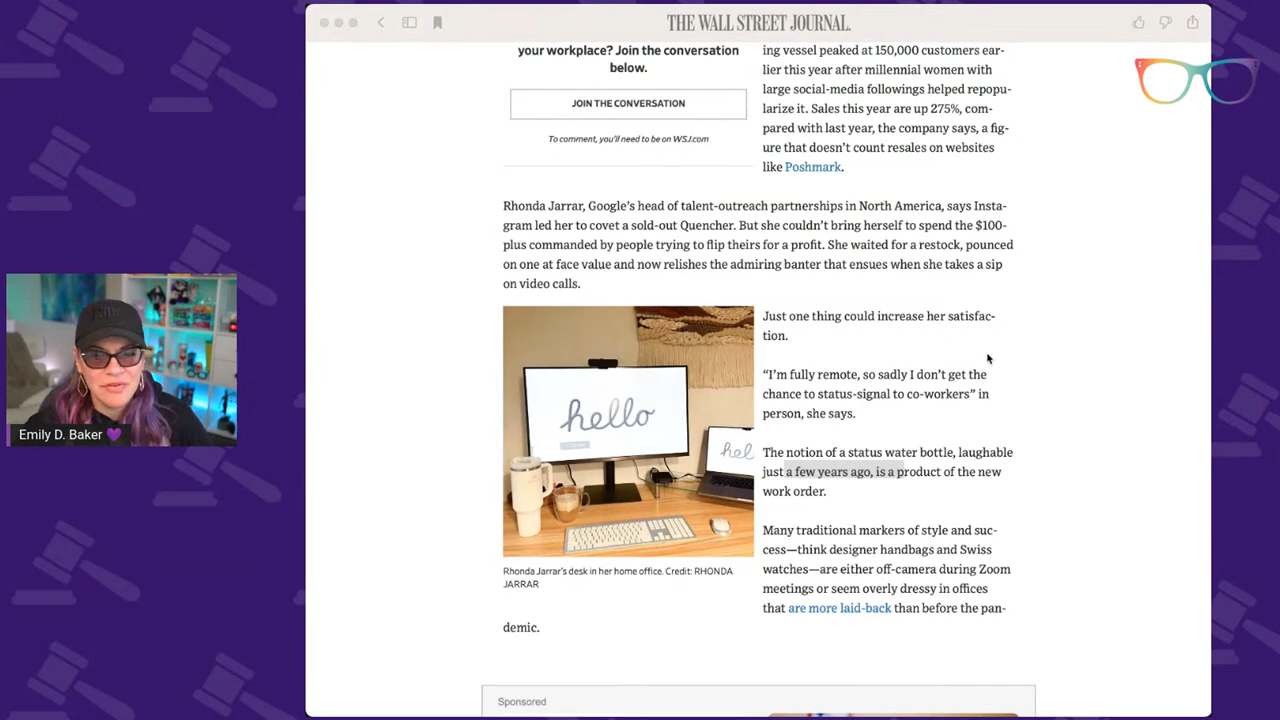 THE WALL STREET JOURNAL.
your workplace? Join the conversation
below.
JOIN THE CONVERSATION
To comment, you'll need to be on WSJ.com
ing vessel peaked at 150,000 customers ear-
lier this year after millennial women with
large social-media followings helped repopu-
larize it. Sales this year are up 275%, com-
pared with last year, the company says, a fig-
ure that doesn't count resales on websites
like Poshmark.
Rhonda Jarrar, Google's head of talent-outreach partnerships in North America, says Insta-
gram led her to covet a sold-out Quencher. But she couldn't bring herself to spend the $100-
plus commanded by people trying to flip theirs for a profit. She waited for a restock, pounced
on one at face value and now relishes the admiring banter that ensues when she takes a sip
on video calls.
hello
hel
Rhonda Jarrar's desk in her home office. Credit: RHONDA
JARRAR
Just one thing could increase her satisfac-
tion.
“I'm fully remote, so sadly I don't get the
chance to status-signal to co-workers” in
person, she says.
The notion of a status water bottle, laughable
just a few years ago, is a product of the new
work order.
Many traditional markers of style and suc-
cess—think designer handbags and Swiss
watches—are either off-camera during Zoom
meetings or seem overly dressy in offices
that are more laid-back than before the pan-
demic.
Sponsored
Emily D. Baker 💜